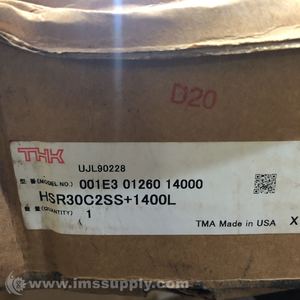 D20
THK
UJL90228
型番(MODEL NO.) 001E3 01260 14000
HSR30C2SS+1400L
数量(QUANTITY) 1
TMA Made in USA X
© www.imssupply.com